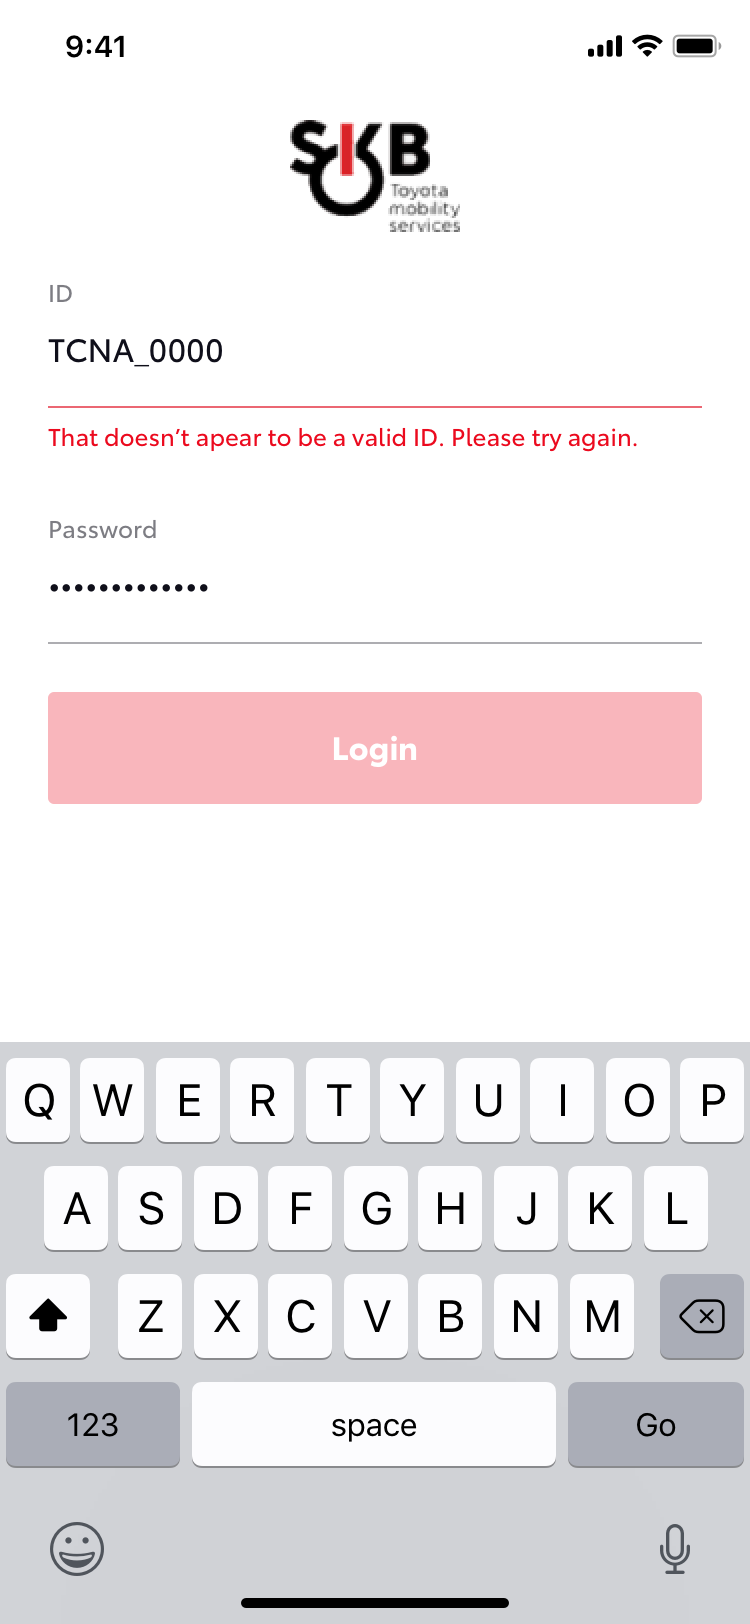 9:41
SKB
Toyota
mobility
services
ID
TCNA_0000
That doesn’t apear to be a valid ID. Please try again.
Password
Login
Q W E R T Y U I O P
A S D F G H J K L
Z X C V B N M
123 space Go